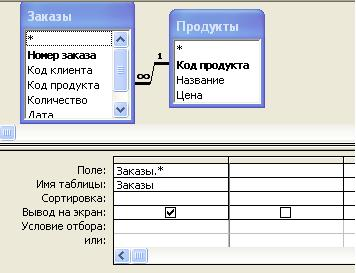 Заказы
*
Номер заказа
Код клиента
Код продукта
Количество
Дата
∞ 1
Продукты
*
Код продукта
Название
Цена
Поле: Заказы.*
Имя таблицы: Заказы
Сортировка:
Вывод на экран:
Условие отбора:
или: